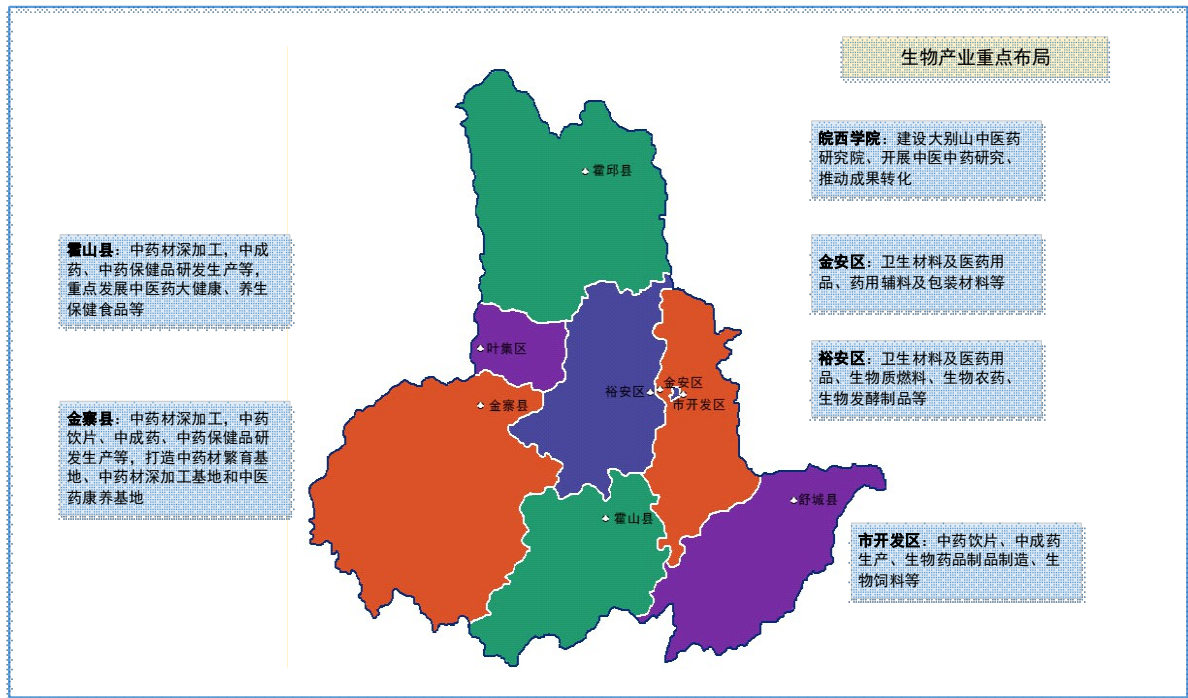 生物产业重点布局
皖西学院：建设大别山中医药
研究院、开展中医中药研究、
推动成果转化
霍邱县
霍山县：中药材深加工，中成
药、中药保健品研发生产等，
重点发展中医药大健康、养生
保健食品等
金安区：卫生材料及医药用
品、药用辅料及包装材料等
叶集区
裕安区：卫生材料及医药用
品、生物质燃料、生物农药、
生物发酵制品等
金寨县
裕安区
金安区
市开发区
金寨县：中药材深加工，中药
饮片、中成药、中药保健品研
发生产等，打造中药材繁育基
地、中药材深加工基地和中医
药康养基地
舒城县
霍山县
市开发区：中药饮片、中成药
生产、生物药品制品制造、生
物饲料等